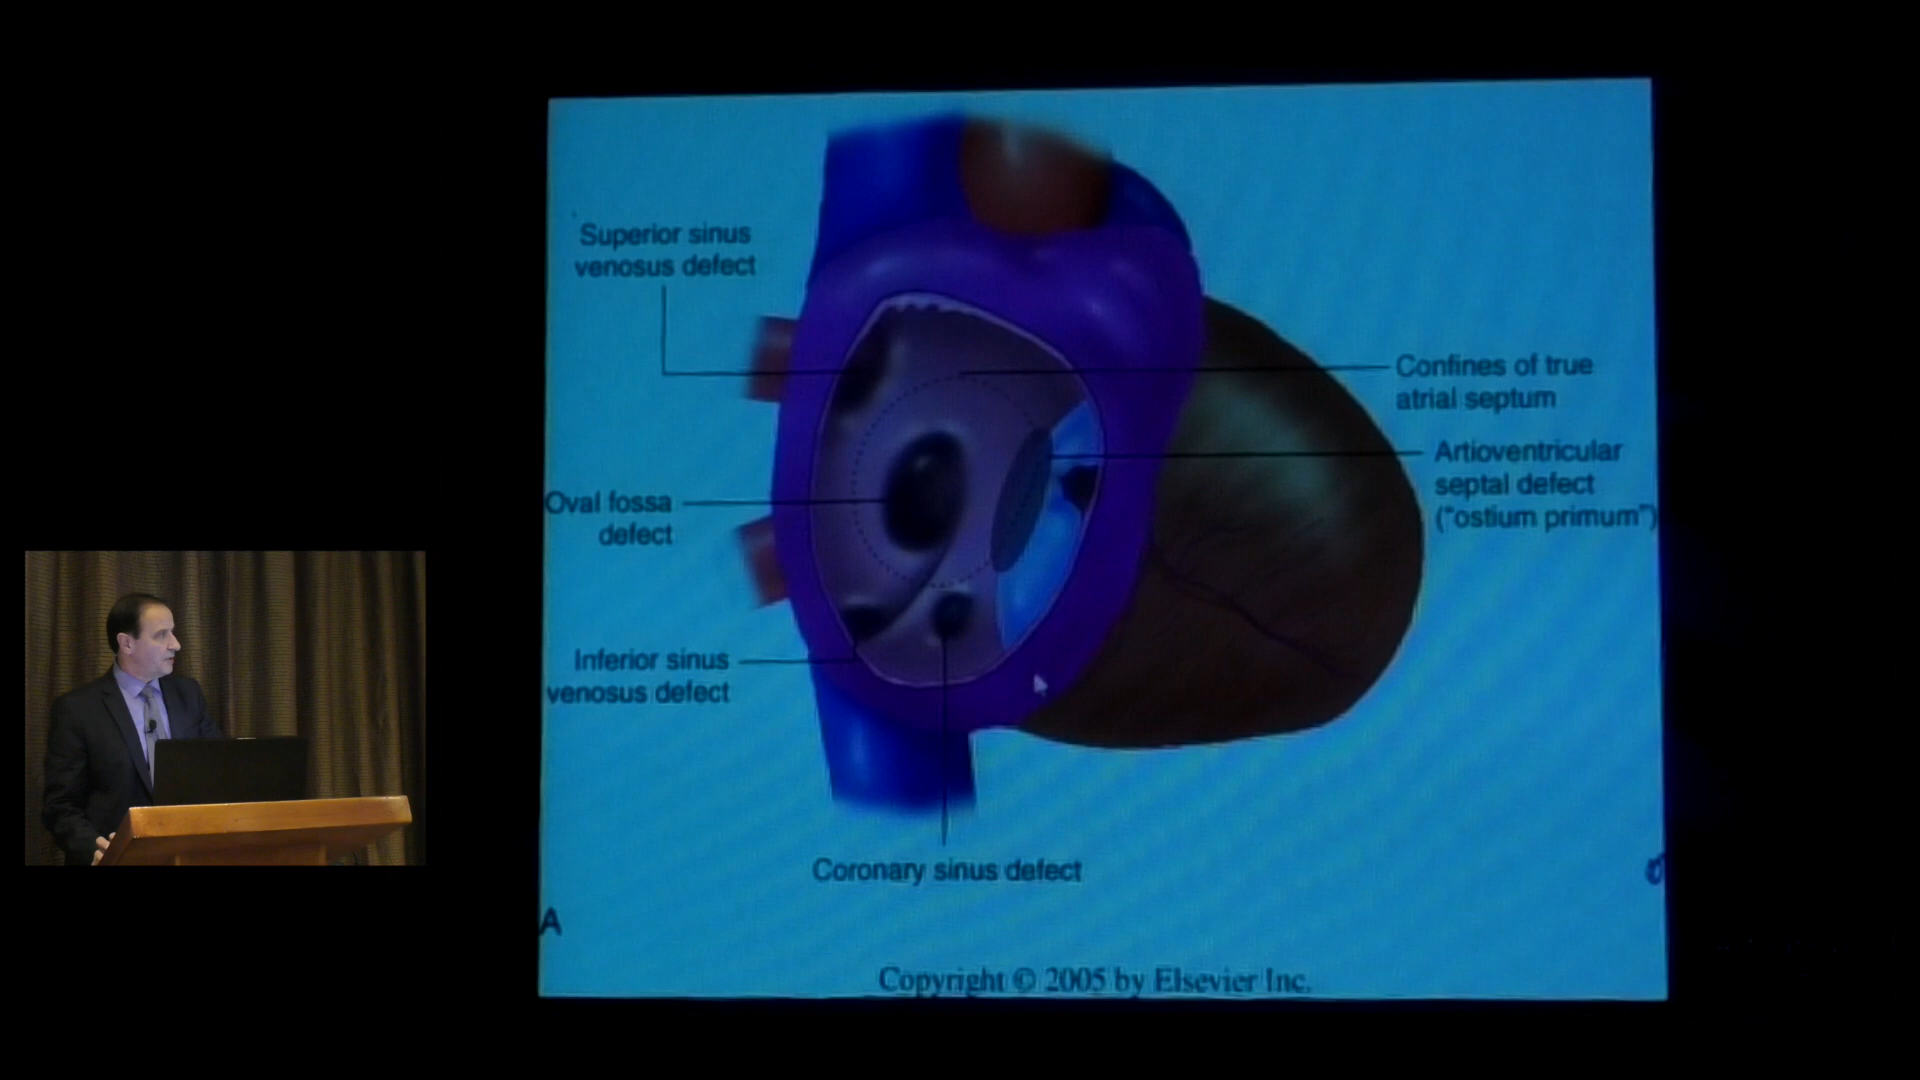 Superior sinus
venosus defect
Confines of true
atrial septum
Artioventricular
septal defect
("ostium primum")
Oval fossa
defect
Inferior sinus
venosus defect
Coronary sinus defect
A
Copyright © 2005 by Elsevier Inc.